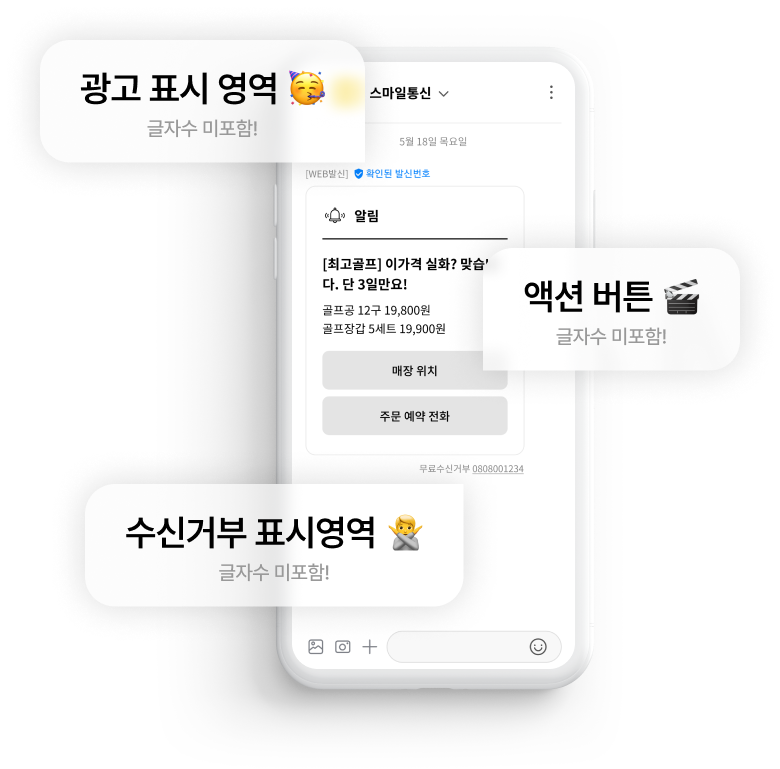 광고 표시 영역 🥳
글자수 미포함!
스마일통신
5월 18일 목요일
[WEB발신] 확인된 발신번호
알림
[최고골프] 이가격 실화? 맞습
다. 단 3일만요!
골프공 12구 19,800원
골프장갑 5세트 19,900원
액션 버튼 🎬
글자수 미포함!
매장 위치
주문 예약 전화
무료수신거부 0808001234
수신거부 표시영역 🙅
글자수 미포함!